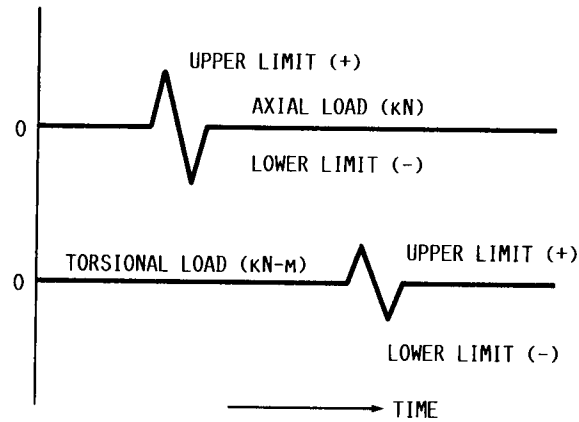 UPPER LIMIT (+)
0
AXIAL LOAD (KN)
LOWER LIMIT (-)
TORSIONAL LOAD (KN-M)
UPPER LIMIT (+)
0
LOWER LIMIT (-)
TIME